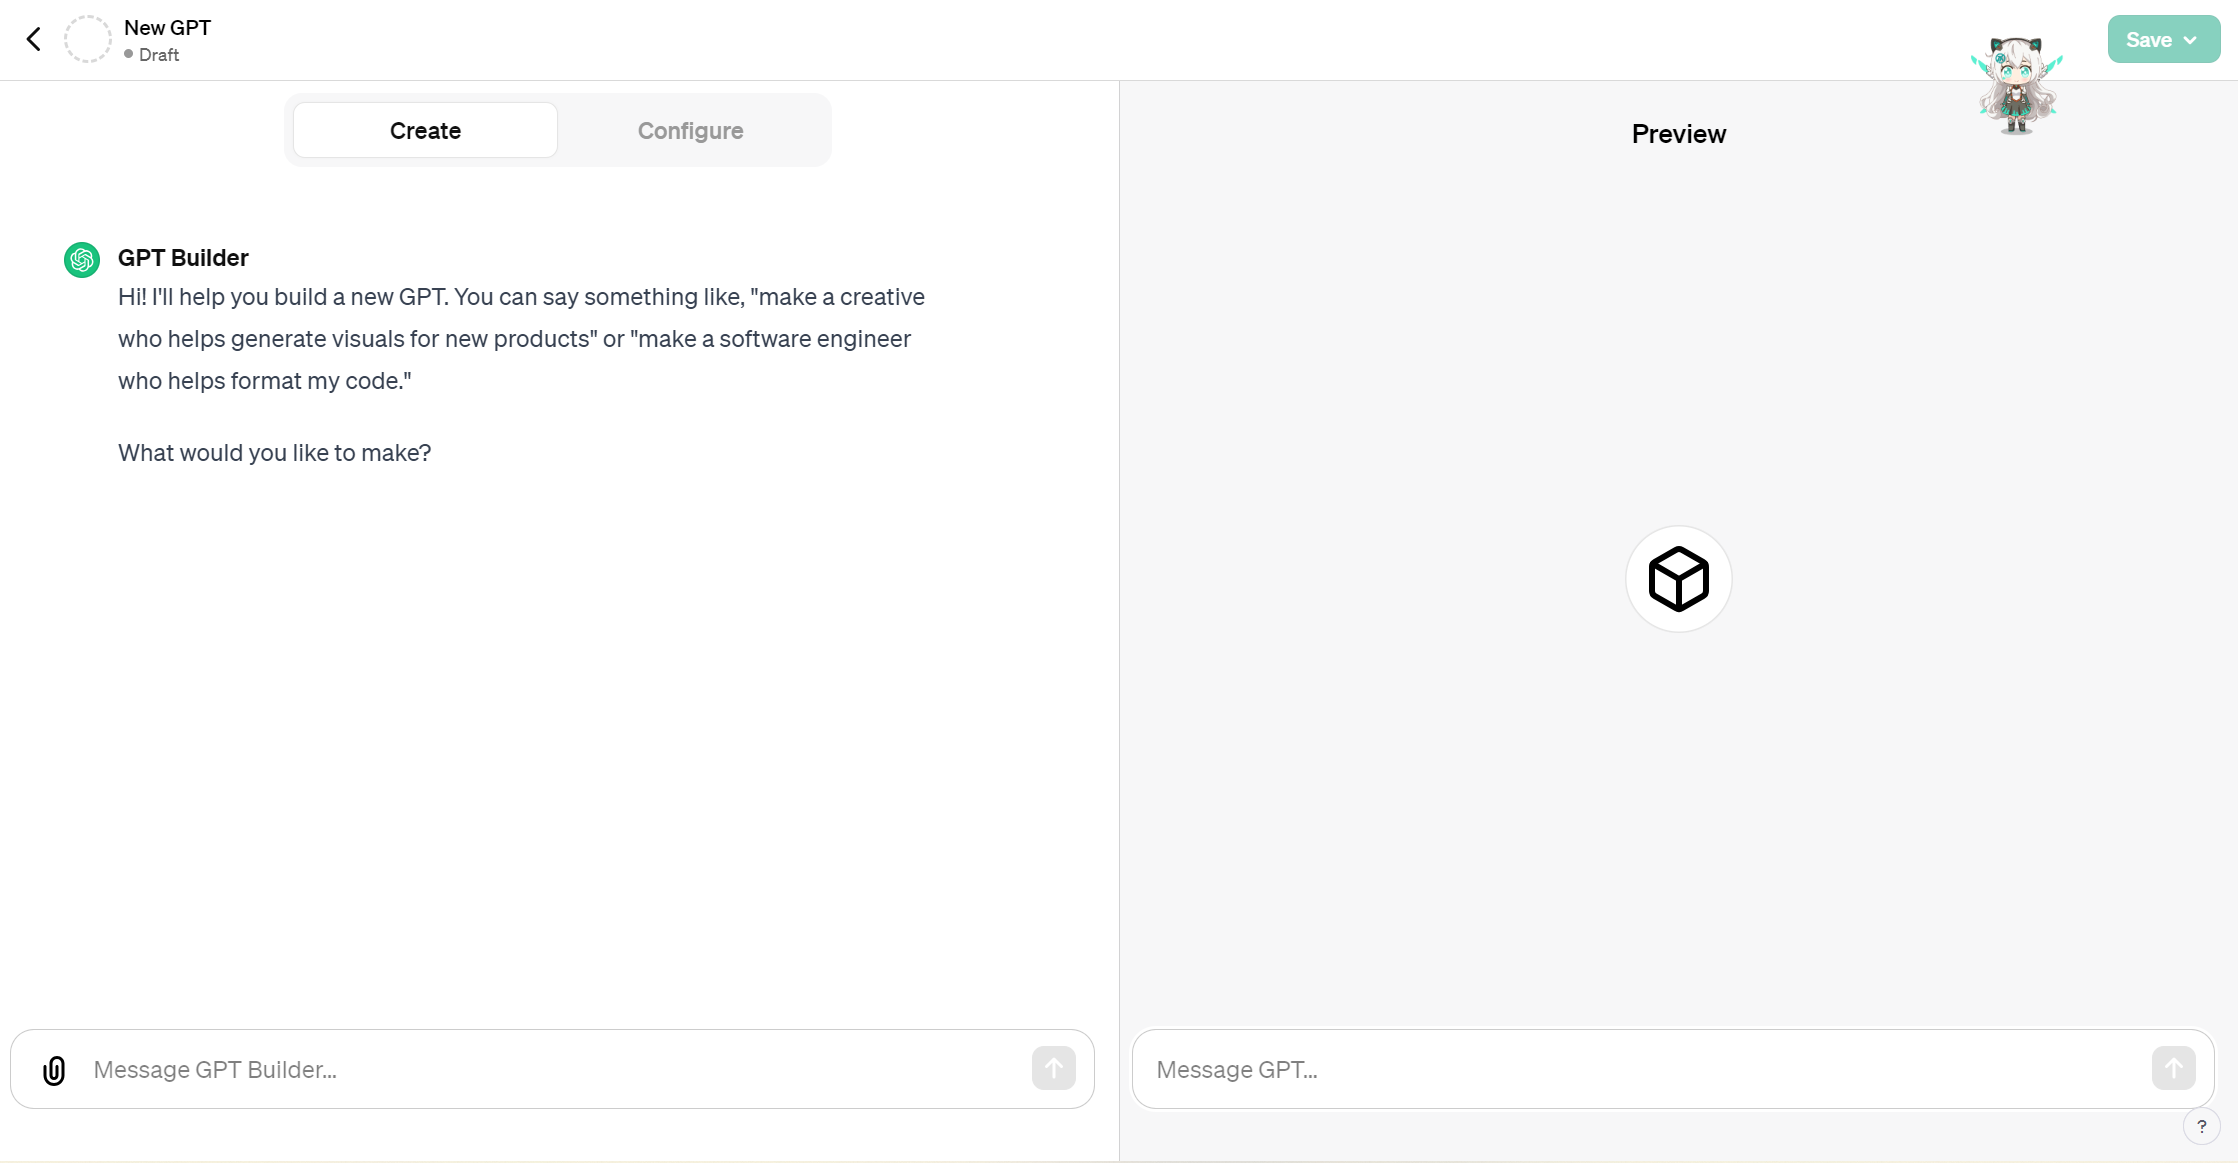 New GPT
Draft
Save
Create
Configure
Preview
GPT Builder
Hi! I'll help you build a new GPT. You can say something like, "make a creative
who helps generate visuals for new products" or "make a software engineer
who helps format my code."
What would you like to make?
Message GPT Builder…
Message GPT…
?